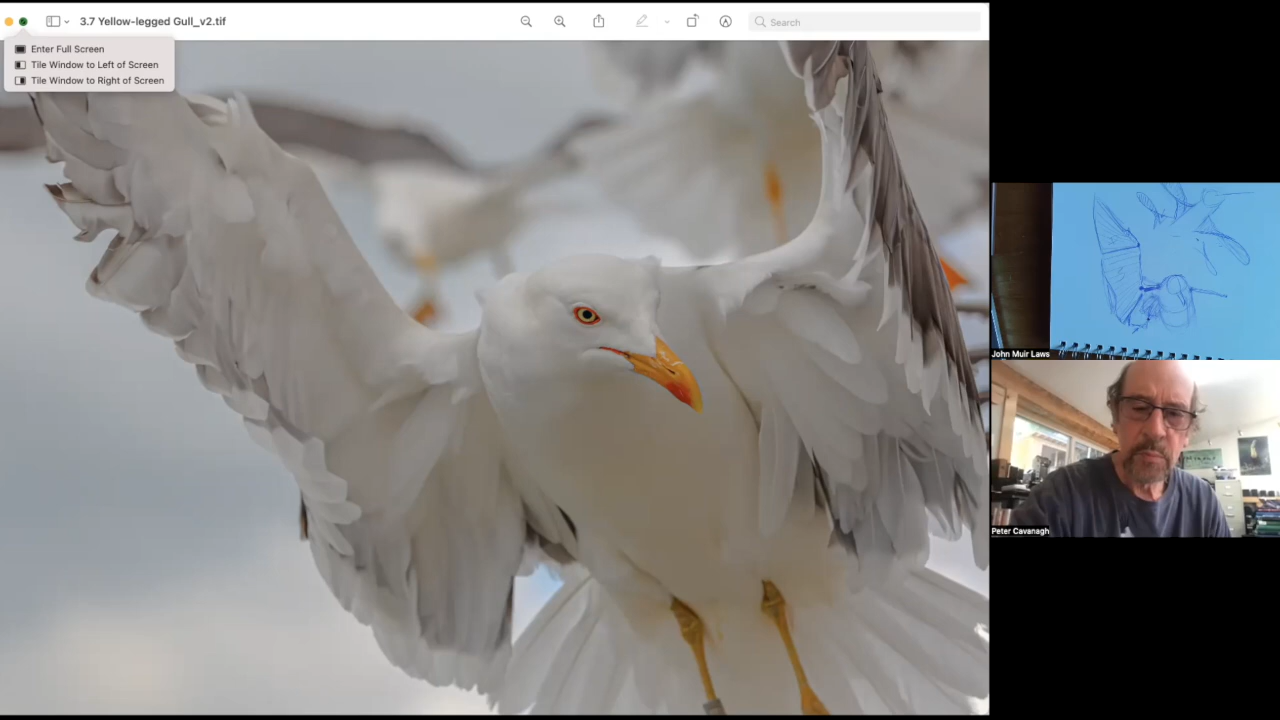 3.7 Yellow-legged Gull_v2.tif
Search
Enter Full Screen
Tile Window to Left of Screen
Tile Window to Right of Screen
John Muir Laws
Peter Cavanagh